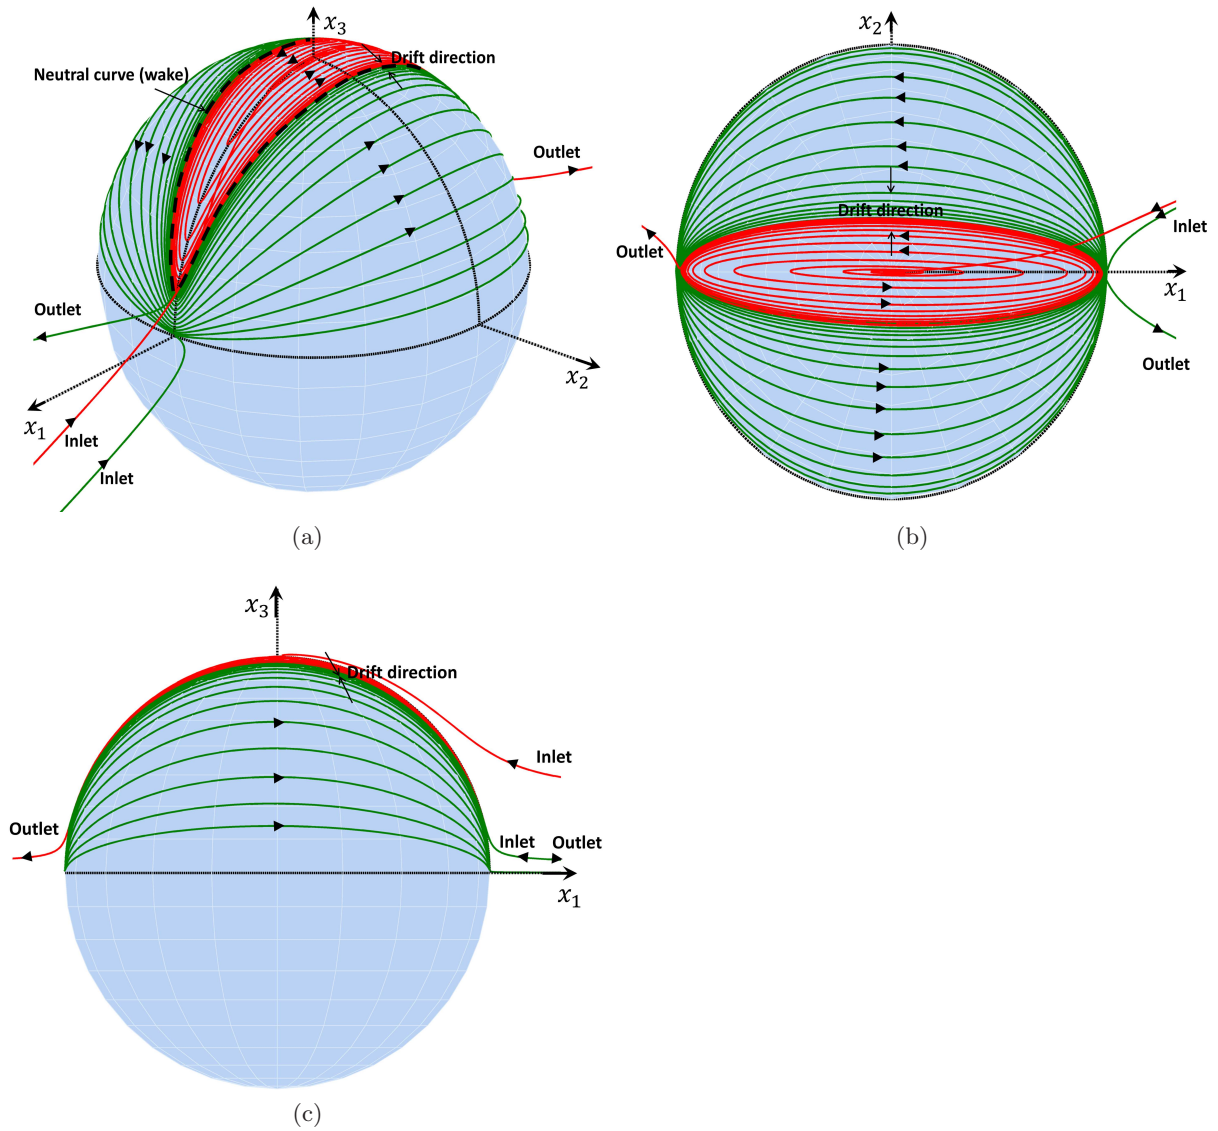 x₃
Drift direction
Neutral curve (wake)
Outlet
Outlet
x₂
x₁
Inlet
Inlet
(a)
x₂
Drift direction
Inlet
Outlet
x₁
Outlet
(b)
x₃
Drift direction
Inlet
Outlet
Inlet
Outlet
x₁
(c)